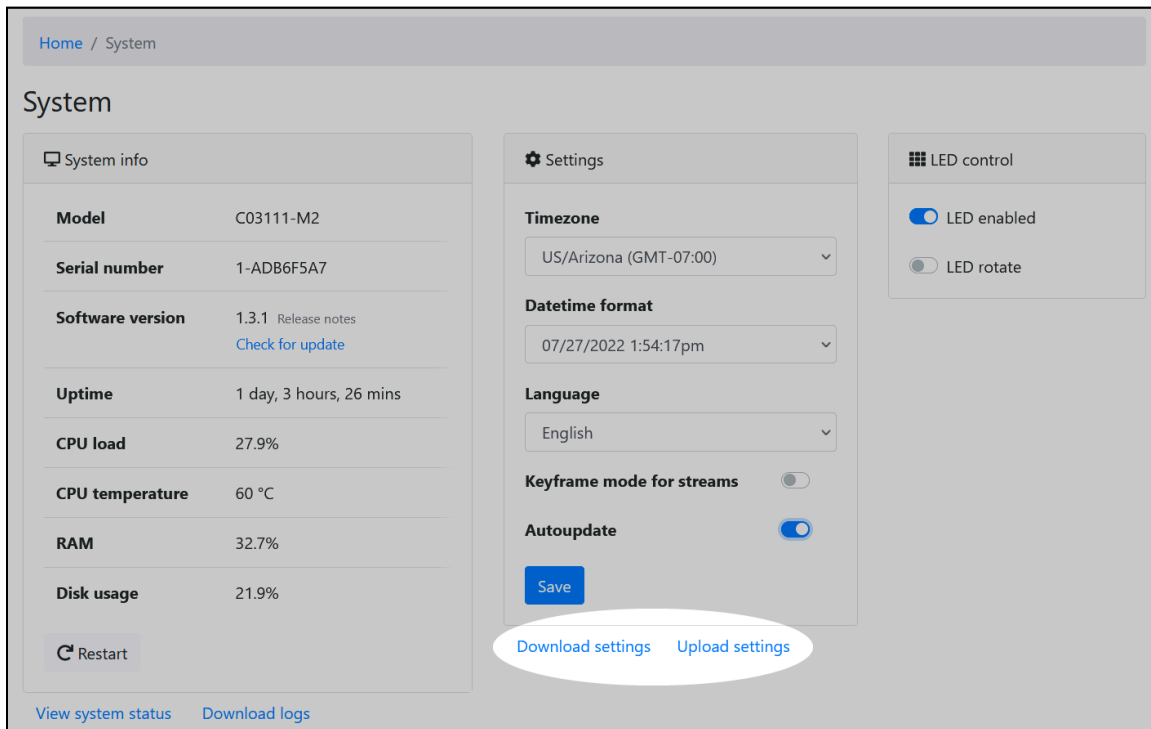 Home / System
System
System info
Model C03111-M2
Serial number 1-ADB6F5A7
Software version 1.3.1 Release notes
Check for update
Uptime 1 day, 3 hours, 26 mins
CPU load 27.9%
CPU temperature 60 °C
RAM 32.7%
Disk usage 21.9%
Restart
View system status Download logs
Settings
Timezone
US/Arizona (GMT-07:00)
Datetime format
07/27/2022 1:54:17pm
Language
English
Keyframe mode for streams
Autoupdate
Save
Download settings Upload settings
LED control
LED enabled
LED rotate